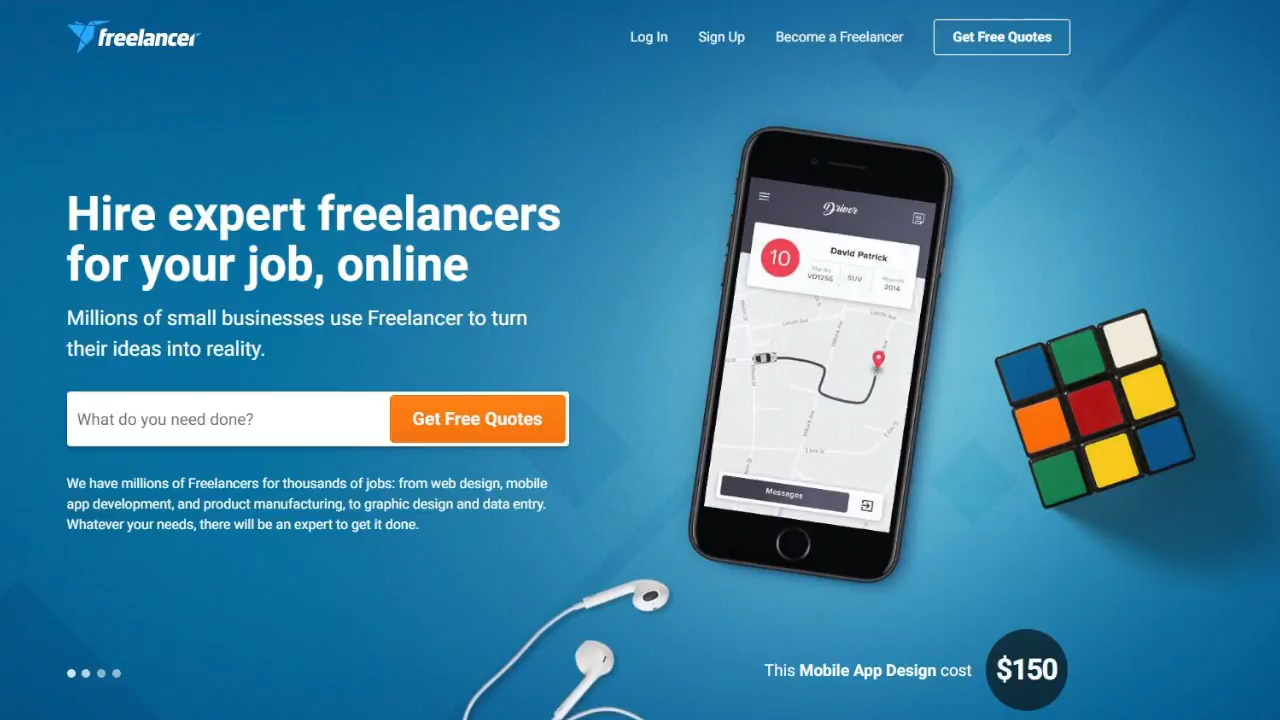 freelancer
Log In
Sign Up
Become a Freelancer
Get Free Quotes
Hire expert freelancers
for your job, online
Millions of small businesses use Freelancer to turn
their ideas into reality.
What do you need done?
Get Free Quotes
We have millions of Freelancers for thousands of jobs: from web design, mobile
app development, and product manufacturing, to graphic design and data entry.
Whatever your needs, there will be an expert to get it done.
Driver
10
David Patrick
SUV
2014
Messages
This Mobile App Design cost
$150